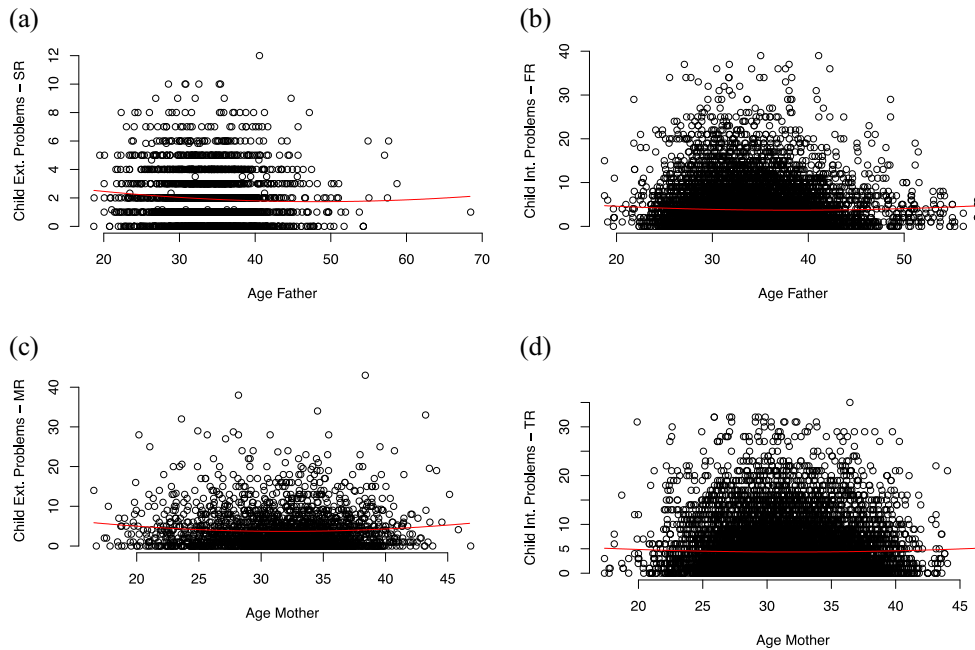 (a)
Child Ext. Problems – SR
12
10
8
6
4
2
0
20 30 40 50 60 70
Age Father
(b)
Child Int. Problems – FR
40
30
20
10
0
20 30 40 50
Age Father
(c)
Child Ext. Problems – MR
40
30
20
10
0
20 25 30 35 40 45
Age Mother
(d)
Child Int. Problems – TR
30
20
10
5
0
20 25 30 35 40 45
Age Mother